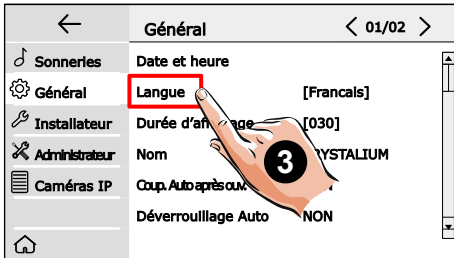 Général
01/02
Sonneries
Général
Installateur
Administrateur
Caméras IP
Date et heure
Langue [Francais]
Durée [030]
Nom
Coup. Auto après ouv.
Déverrouillage Auto NON
3